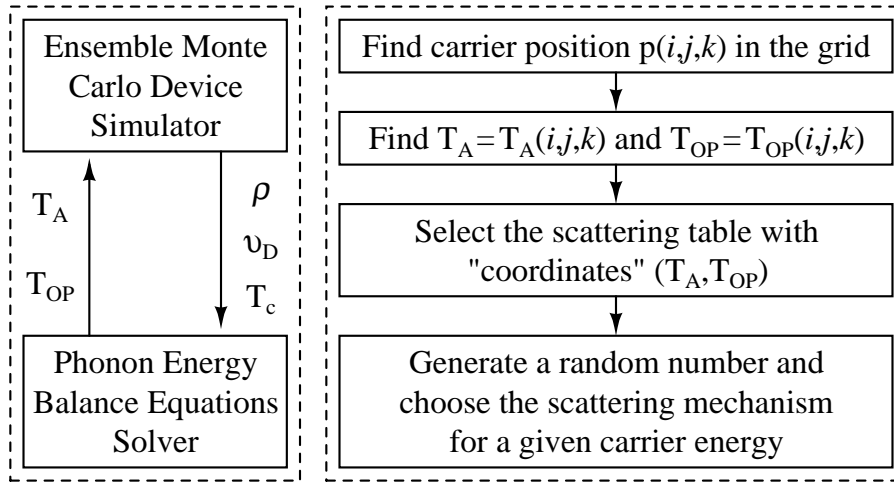 Ensemble Monte
Carlo Device
Simulator
T_A
T_OP
ρ
υ_D
T_c
Phonon Energy
Balance Equations
Solver
Find carrier position p(i,j,k) in the grid
Find T_A=T_A(i,j,k) and T_OP=T_OP(i,j,k)
Select the scattering table with
"coordinates" (T_A,T_OP)
Generate a random number and
choose the scattering mechanism
for a given carrier energy